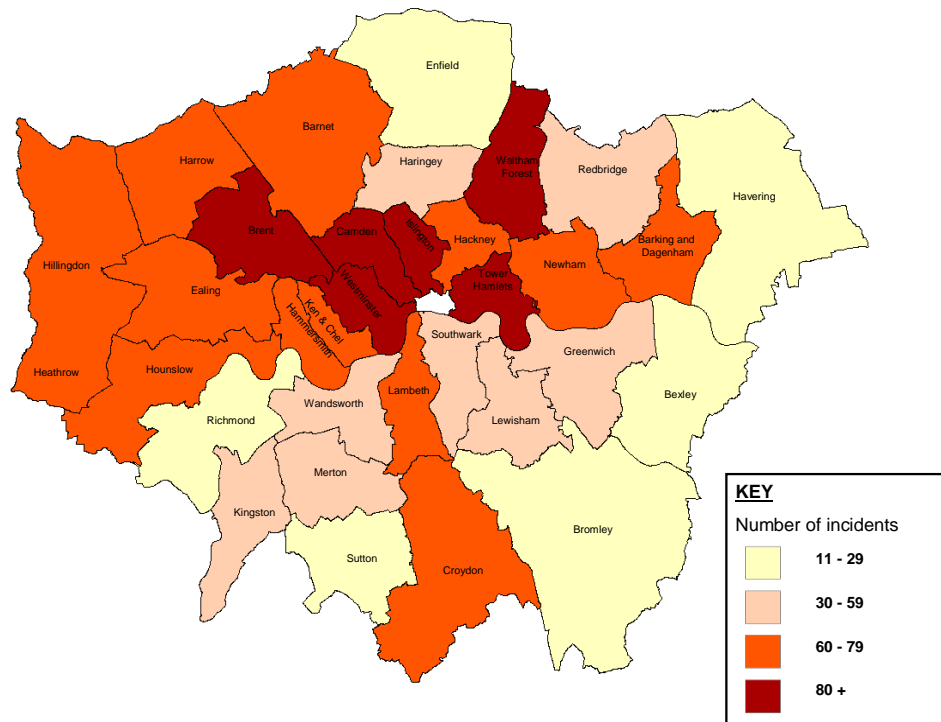 Enfield
Barnet
Harrow
Haringey
Waltham
Forest
Redbridge
Havering
Brent
Camden
Islington
Hackney
Barking and
Dagenham
Hillingdon
Newham
Tower
Hamlets
Ealing
Westminster
Ken & Chel
Hammersmith
Southwark
Greenwich
Heathrow
Hounslow
Lambeth
Bexley
Wandsworth
Richmond
Lewisham
Merton
Kingston
Bromley
Sutton
Croydon
KEY
Number of incidents
11 - 29
30 - 59
60 - 79
80 +